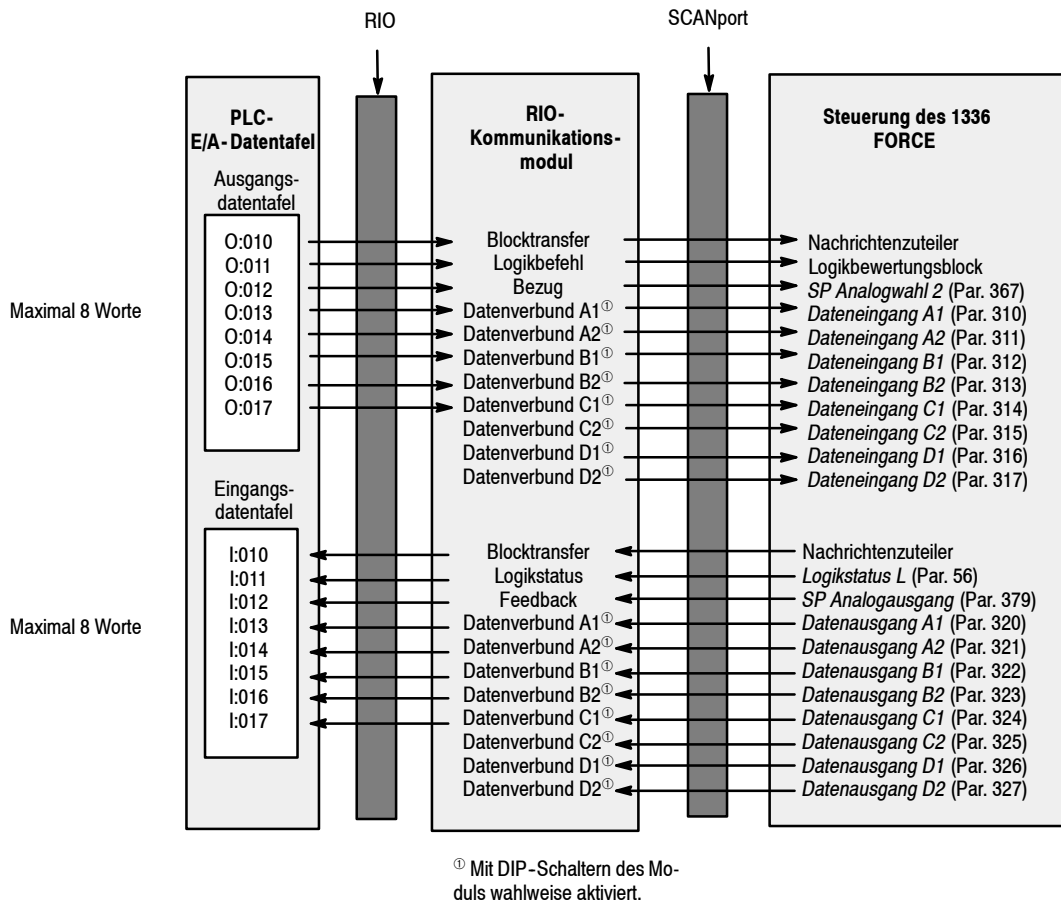 RIO
SCANport
PLC-
E/A-Datentafel
Ausgangs-
datentafel
O:010
O:011
O:012
O:013
O:014
O:015
O:016
O:017
Maximal 8 Worte
Eingangs-
datentafel
I:010
I:011
I:012
I:013
I:014
I:015
I:016
I:017
Maximal 8 Worte
RIO-
Kommunikations-
modul
Blocktransfer
Logikbefehl
Bezug
Datenverbund A1①
Datenverbund A2①
Datenverbund B1①
Datenverbund B2①
Datenverbund C1①
Datenverbund C2①
Datenverbund D1①
Datenverbund D2①
Blocktransfer
Logikstatus
Feedback
Datenverbund A1①
Datenverbund A2①
Datenverbund B1①
Datenverbund B2①
Datenverbund C1①
Datenverbund C2①
Datenverbund D1①
Datenverbund D2①
Steuerung des 1336
FORCE
Nachrichtenzuteiler
Logikbewertungsblock
SP Analogwahl 2 (Par. 367)
Dateneingang A1 (Par. 310)
Dateneingang A2 (Par. 311)
Dateneingang B1 (Par. 312)
Dateneingang B2 (Par. 313)
Dateneingang C1 (Par. 314)
Dateneingang C2 (Par. 315)
Dateneingang D1 (Par. 316)
Dateneingang D2 (Par. 317)
Nachrichtenzuteiler
Logikstatus L (Par. 56)
SP Analogausgang (Par. 379)
Datenausgang A1 (Par. 320)
Datenausgang A2 (Par. 321)
Datenausgang B1 (Par. 322)
Datenausgang B2 (Par. 323)
Datenausgang C1 (Par. 324)
Datenausgang C2 (Par. 325)
Datenausgang D1 (Par. 326)
Datenausgang D2 (Par. 327)
① Mit DIP-Schaltern des Mo-
duls wahlweise aktiviert.